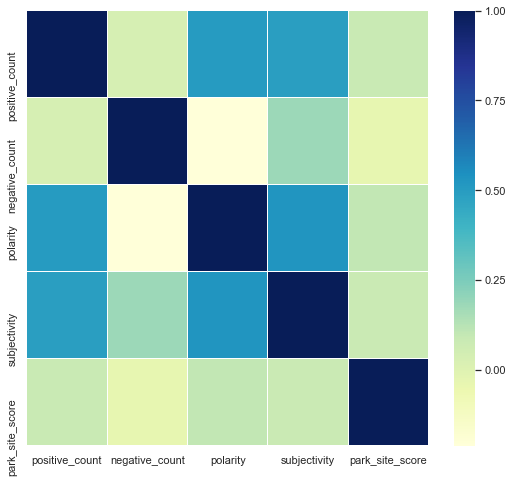 positive_count
negative_count
polarity
subjectivity
park_site_score
positive_count negative_count polarity subjectivity park_site_score
1.00
0.75
0.50
0.25
0.00